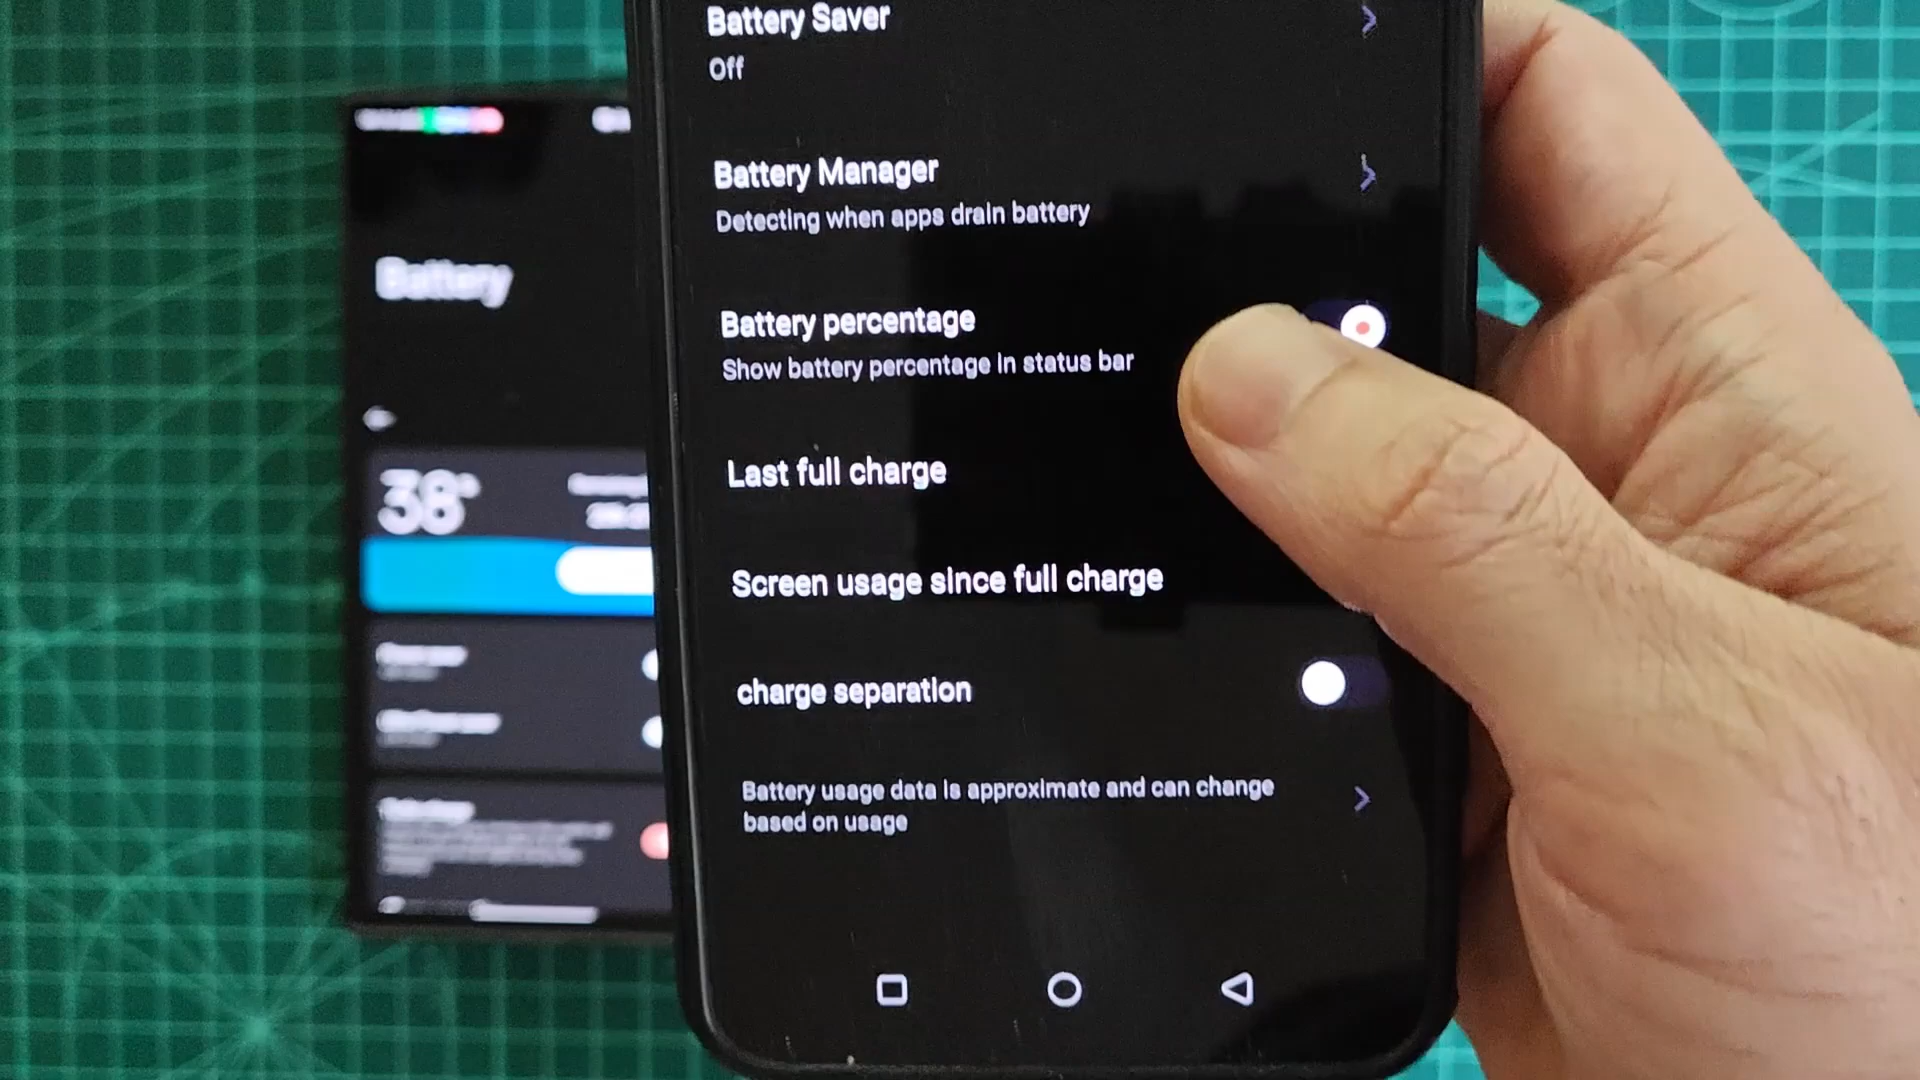 Battery Saver
Off
Battery Manager
Detecting when apps drain battery
Battery percentage
Show battery percentage in status bar
Last full charge
Screen usage since full charge
charge separation
Battery usage data is approximate and can change
based on usage
Battery
38°